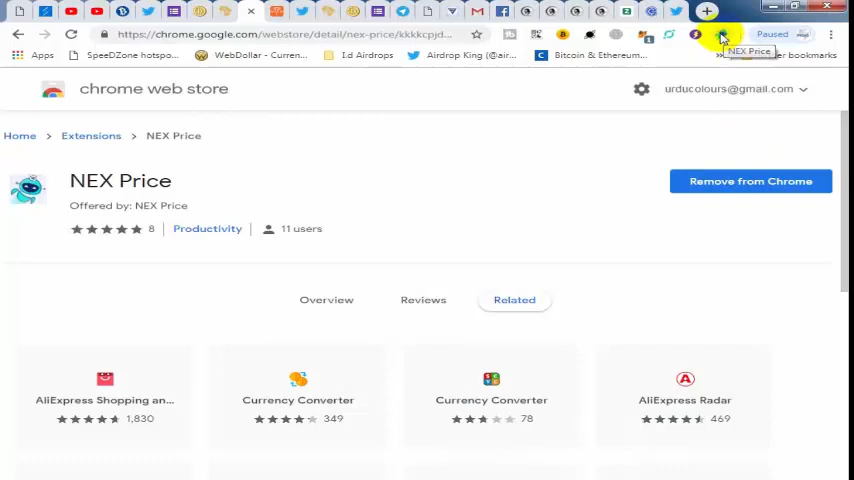 https://chrome.google.com/webstore/detail/nex-price/kkkkcpjd...
Paused
Apps
SpeedZone hotspo...
WebDollar - Curren...
I.d Airdrops
Airdrop King (@air...
Bitcoin & Ethereum...
NEX Price
er bookmarks
chrome web store
urducolours@gmail.com
Home > Extensions > NEX Price
NEX Price
Remove from Chrome
Offered by: NEX Price
8
Productivity
11 users
Overview
Reviews
Related
AliExpress Shopping an...
1,830
Currency Converter
349
Currency Converter
78
AliExpress Radar
469